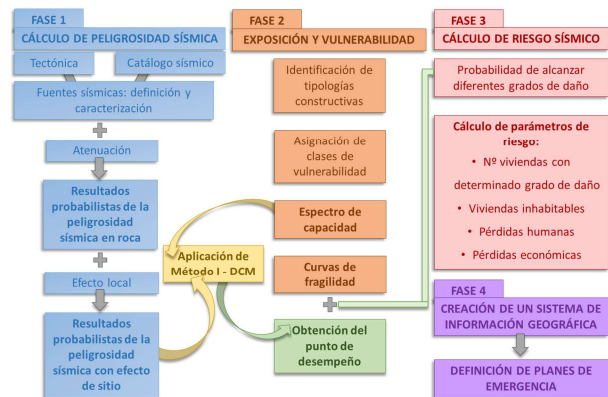 FASE 1
CÁLCULO DE PELIGROSIDAD SÍSMICA
Tectónica
Catálogo sísmico
Fuentes sísmicas: definición y
caracterización
Atenuación
Resultados
probabilistas de la
peligrosidad
sísmica en roca
Efecto local
Resultados
probabilistas de la
peligrosidad
sísmica con efecto
de sitio
Aplicación de
Método I - DCM
FASE 2
EXPOSICIÓN Y VULNERABILIDAD
Identificación de
tipologías
constructivas
Asignación de
clases de
vulnerabilidad
Espectro de
capacidad
Curvas de
fragilidad
Obtención del
punto de
desempeño
FASE 3
CÁLCULO DE RIESGO SÍSMICO
Probabilidad de alcanzar
diferentes grados de daño
Cálculo de parámetros de
riesgo:
• Nº viviendas con
determinado grado de daño
• Viviendas inhabitables
• Pérdidas humanas
• Pérdidas económicas
FASE 4
CREACIÓN DE UN SISTEMA DE
INFORMACIÓN GEOGRÁFICA
DEFINICIÓN DE PLANES DE
EMERGENCIA